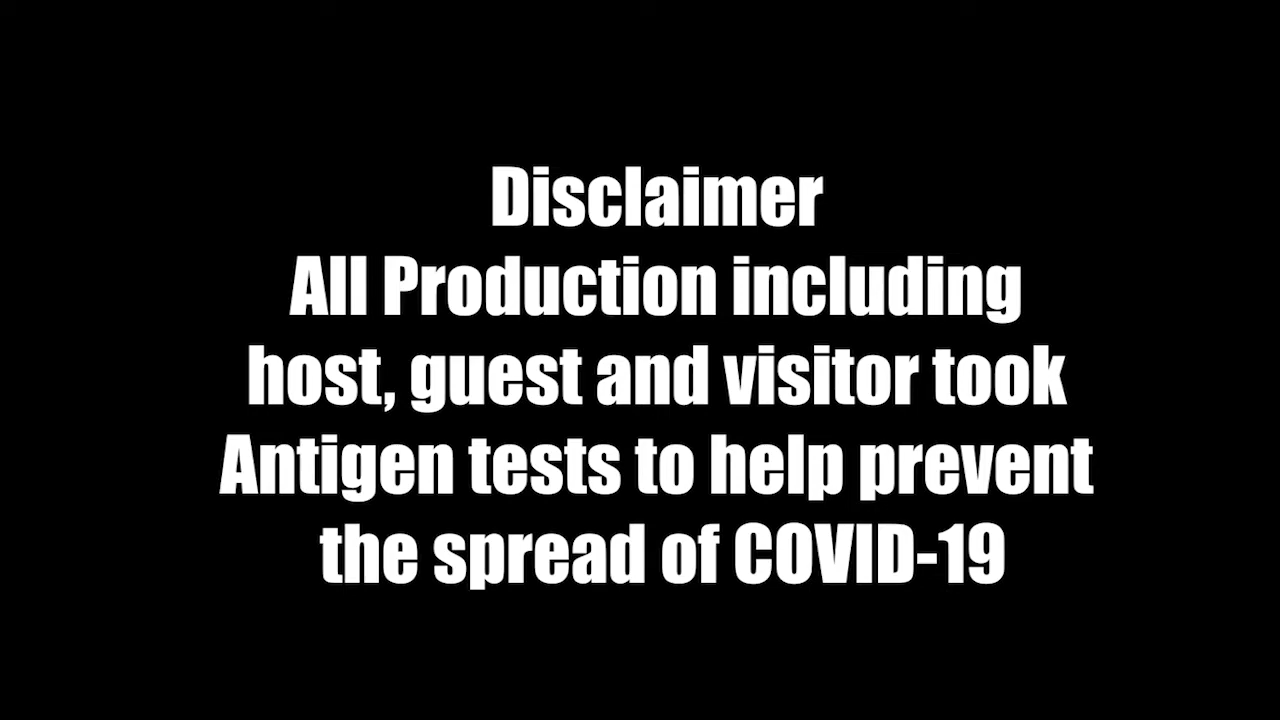 Disclaimer
All Production including
host, guest and visitor took
Antigen tests to help prevent
the spread of COVID-19